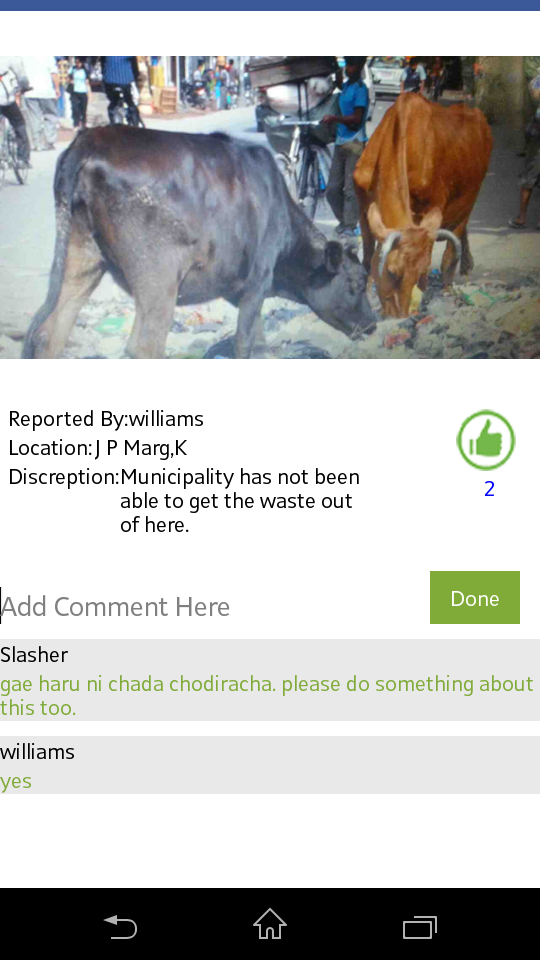 Reported By:williams
Location:J P Marg,K
Discreption:Municipality has not been
able to get the waste out
of here.
2
Add Comment Here
Done
Slasher
gae haru ni chada chodiracha. please do something about
this too.
williams
yes